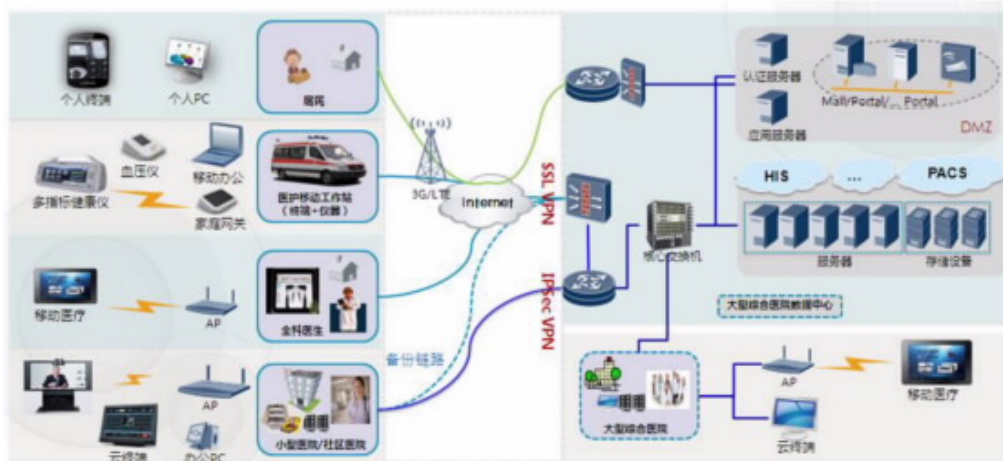 个人终端
个人PC
居民
血压仪
移动办公
多指标健康仪
家庭网关
医护移动工作站
（终端+仪器）
移动医疗
AP
全科医生
AP
云终端
办公PC
小型医院/社区医院
3G/LTE
Internet
SSL VPN
IPSec VPN
备份链路
认证服务器
Mail/Portal/... Portal
应用服务器
DMZ
HIS
...
PACS
服务器
存储设备
核心交换机
大型综合医院数据中心
大型综合医院
AP
移动医疗
云终端